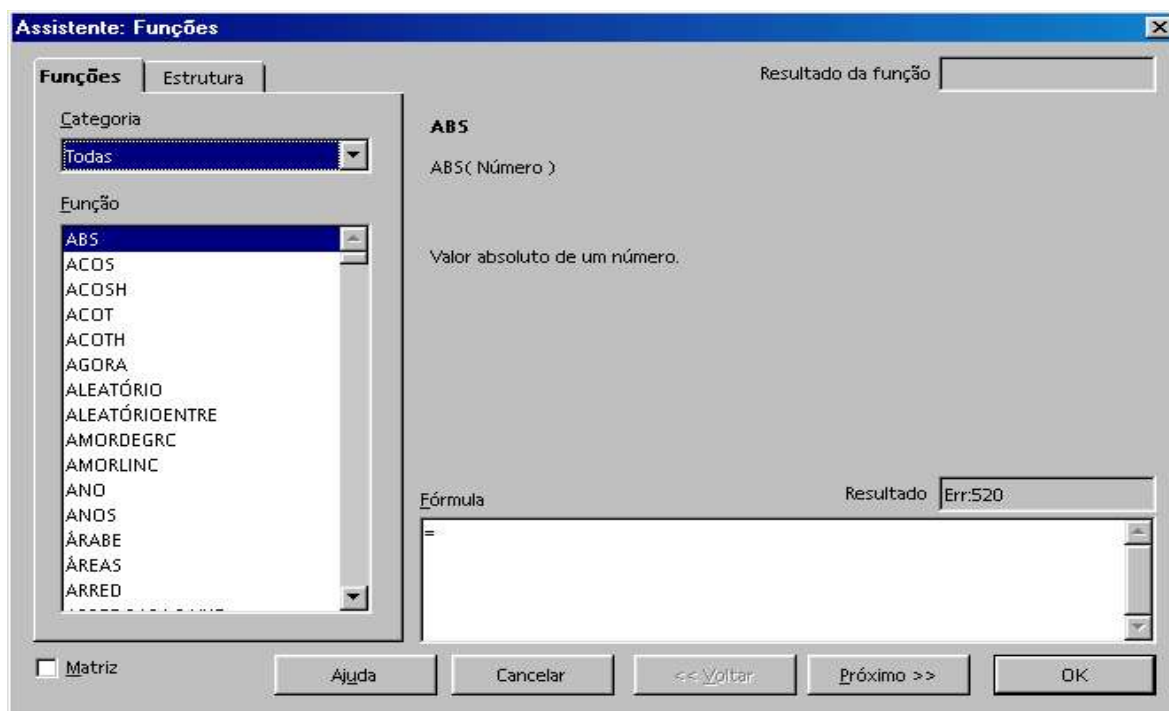 Assistente: Funções
Funções
Estrutura
Resultado da função
Categoria
Todas
Função
ABS
ACOS
ACOSH
ACOT
ACOTH
AGORA
ALEATÓRIO
ALEATÓRIOENTRE
AMORDEGRC
AMORLINC
ANO
ANOS
ÁRABE
ÁREAS
ARRED
ABS
ABS( Número )
Valor absoluto de um número.
Fórmula
Resultado Err:520
=
Matriz
Ajuda
Cancelar
<< Voltar
Próximo >>
OK